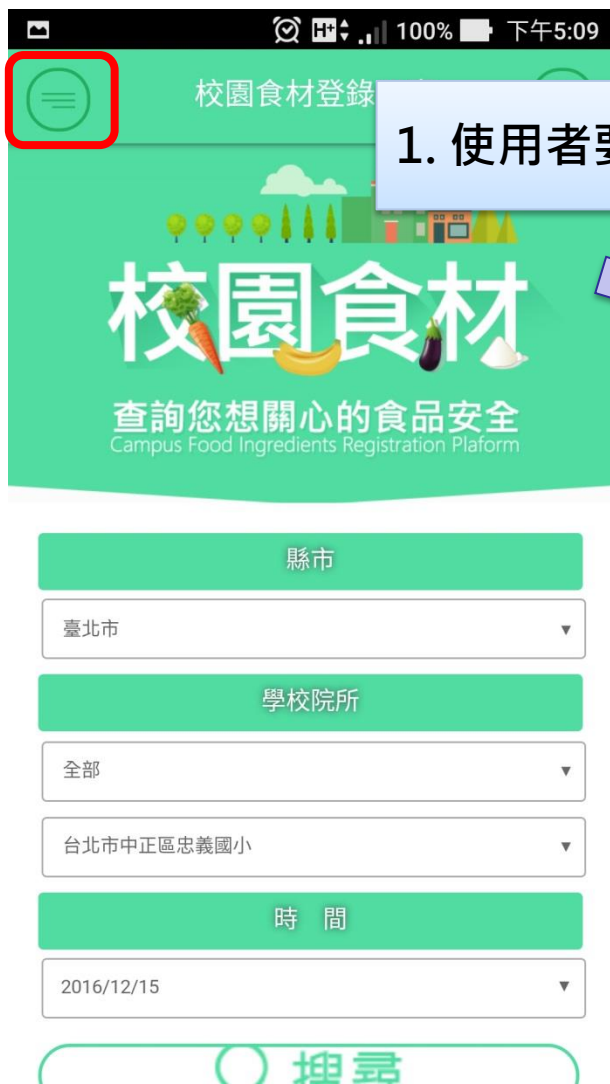 H+ 100% 下午5:09
校園食材登錄
1. 使用者
校園食材
查詢您想關心的食品安全
Campus Food Ingredients Registration Plaform
縣市
臺北市
學校院所
全部
台北市中正區忠義國小
時 間
2016/12/15
搜尋